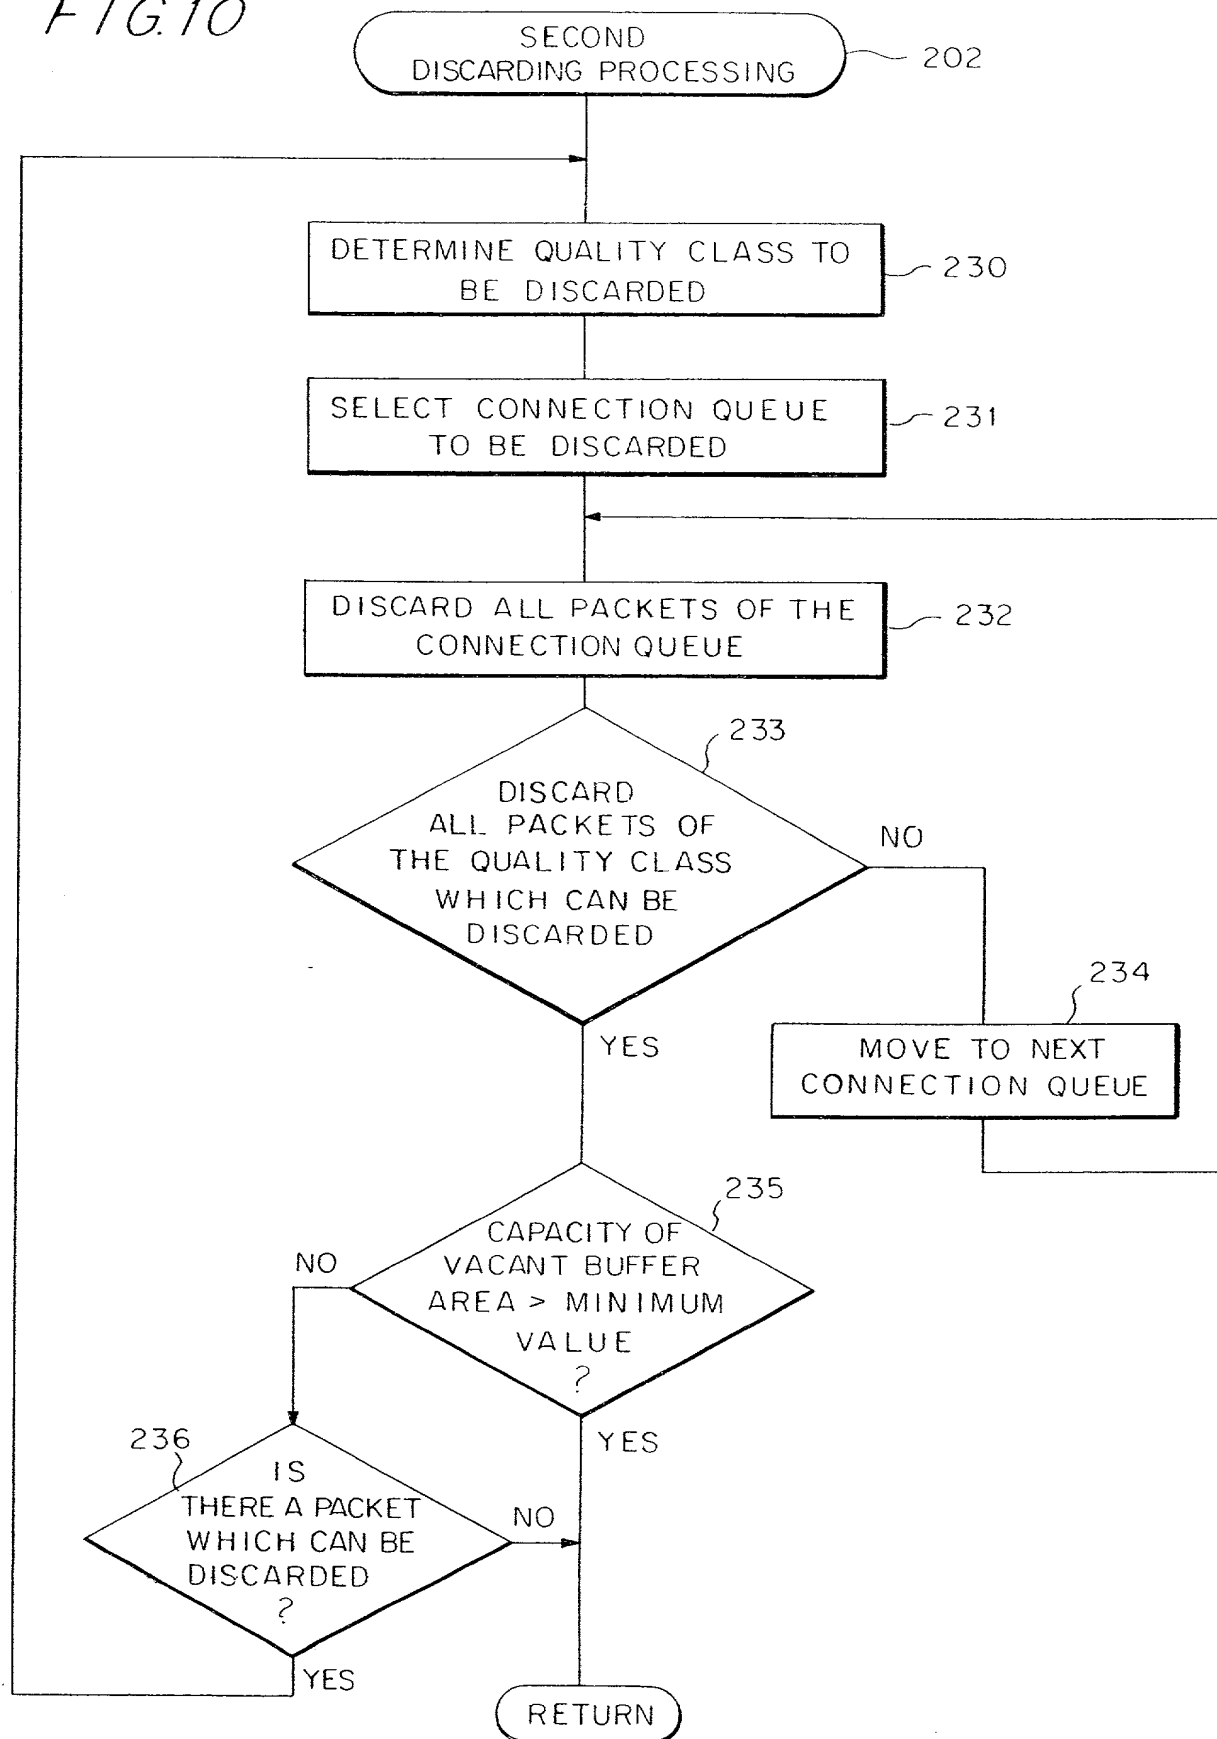 FIG.10
SECOND
DISCARDING PROCESSING
202
DETERMINE QUALITY CLASS TO
BE DISCARDED
230
SELECT CONNECTION QUEUE
TO BE DISCARDED
231
DISCARD ALL PACKETS OF THE
CONNECTION QUEUE
232
233
DISCARD
ALL PACKETS OF
THE QUALITY CLASS
WHICH CAN BE
DISCARDED
NO
YES
234
MOVE TO NEXT
CONNECTION QUEUE
235
CAPACITY OF
VACANT BUFFER
AREA > MINIMUM
VALUE
?
NO
YES
236
IS
THERE A PACKET
WHICH CAN BE
DISCARDED
?
NO
YES
RETURN